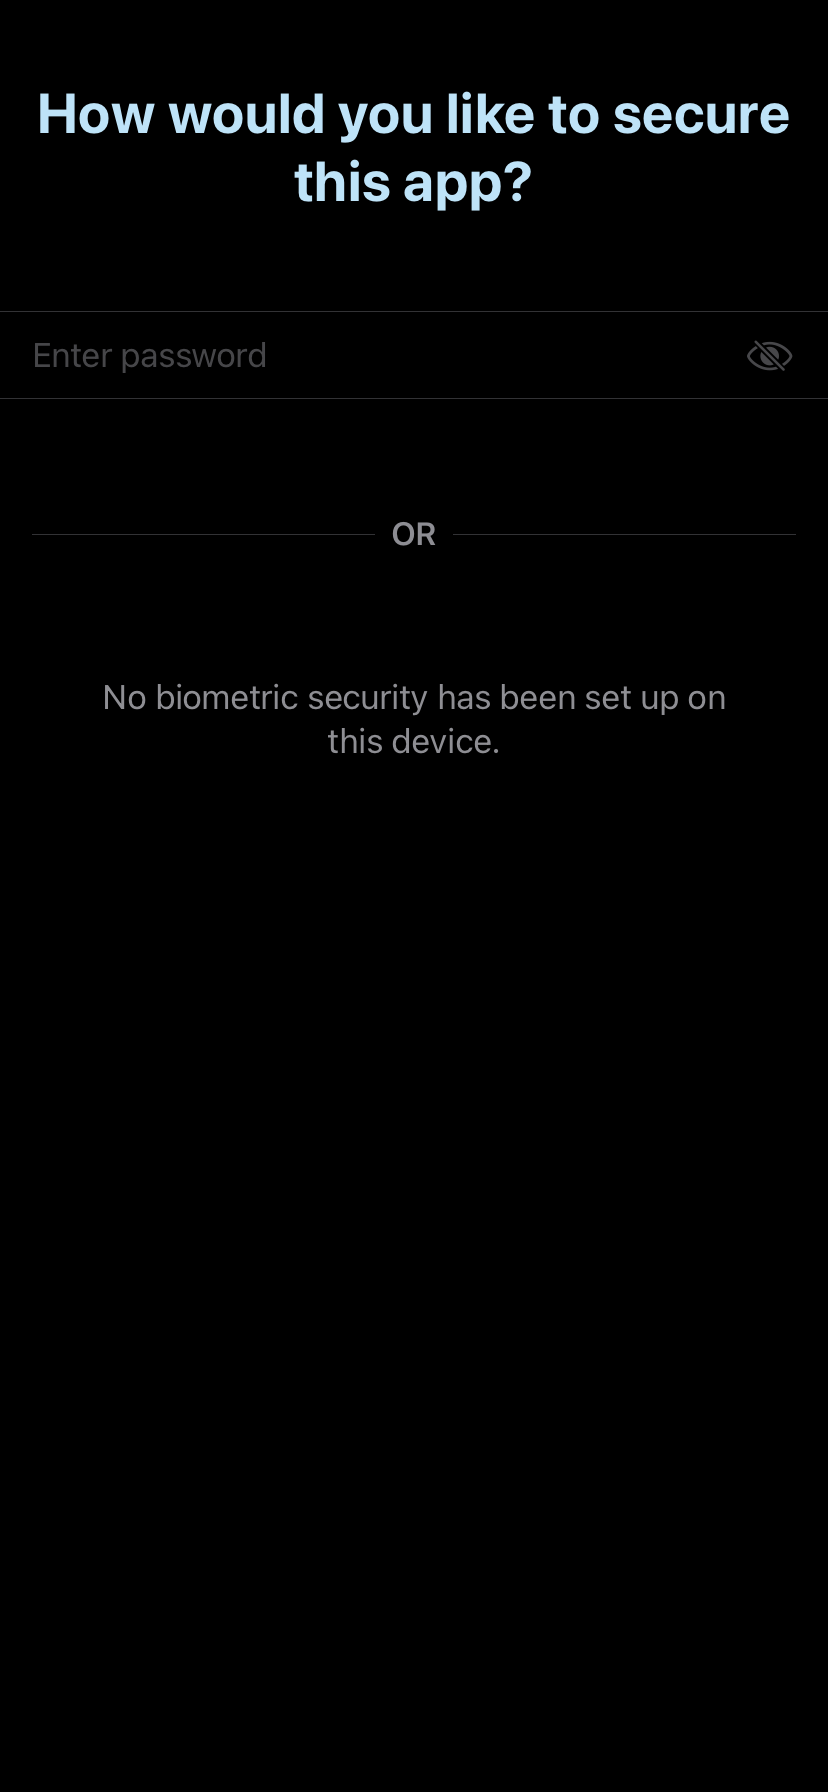 How would you like to secure
this app?
Enter password
OR
No biometric security has been set up on
this device.